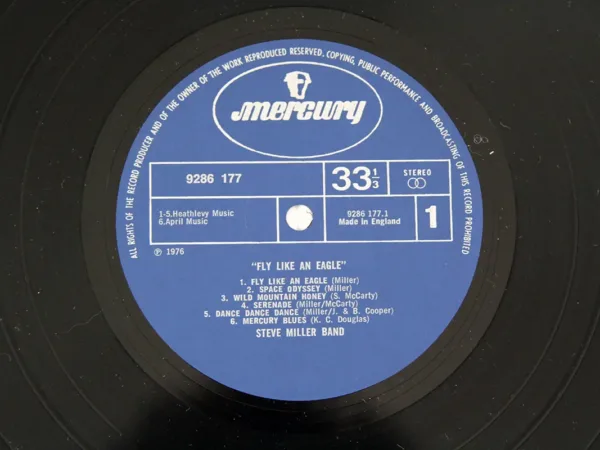 ALL RIGHTS OF THE RECORD PRODUCER AND OF THE OWNER OF THE WORK REPRODUCED RESERVED. COPYING, PUBLIC PERFORMANCE AND BROADCASTING OF THIS RECORD PROHIBITED
mercury
9286 177
33 1/3
STEREO
1-5.Heathlevy Music
6.April Music
9286 177.1
Made in England
1
℗ 1976
"FLY LIKE AN EAGLE"
1. FLY LIKE AN EAGLE (Miller)
2. SPACE ODYSSEY (Miller)
3. WILD MOUNTAIN HONEY (S. McCarty)
4. SERENADE (Miller/McCarty)
5. DANCE DANCE DANCE (Miller/J. & B. Cooper)
6. MERCURY BLUES (K. C. Douglas)
STEVE MILLER BAND